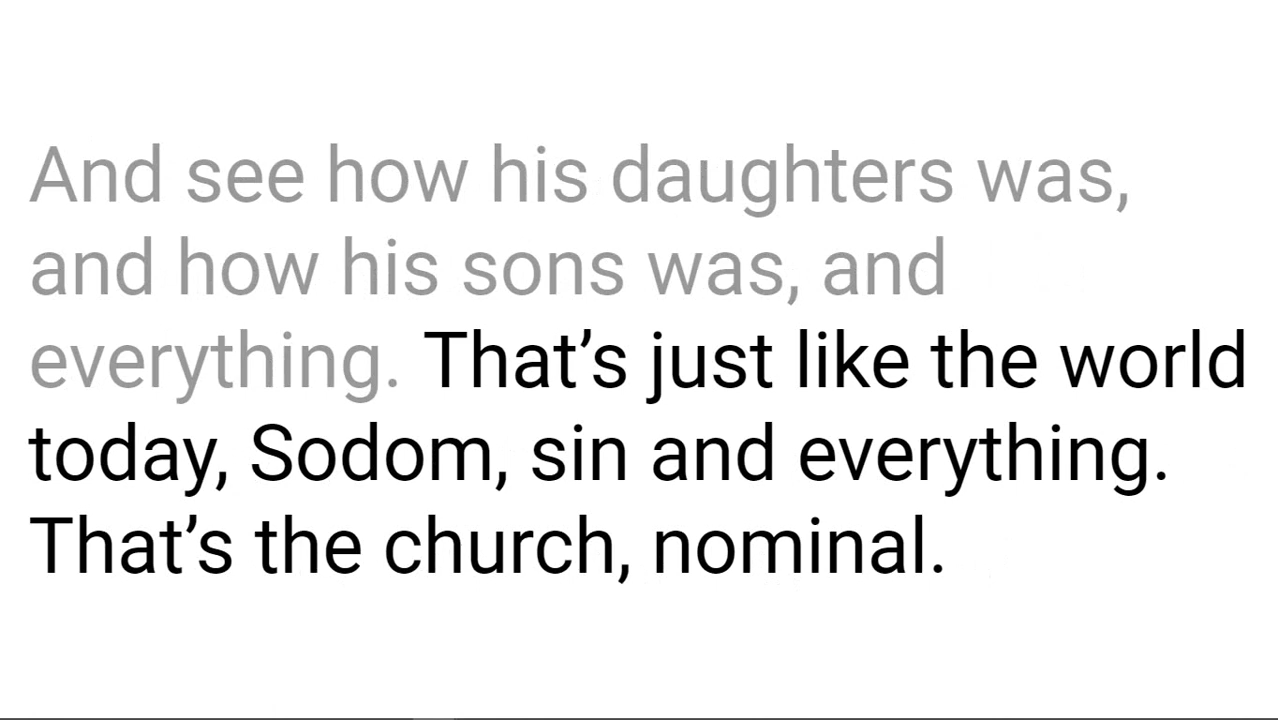 And see how his daughters was,
and how his sons was, and
everything. That’s just like the world
today, Sodom, sin and everything.
That’s the church, nominal.